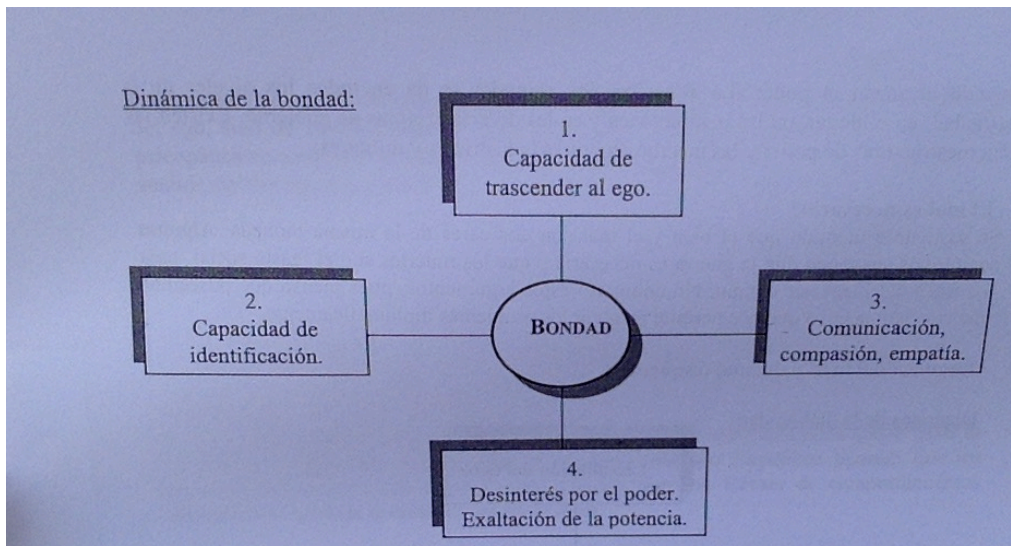 Dinámica de la bondad:
1.
Capacidad de
trascender al ego.
2.
Capacidad de
identificación.
BONDAD
3.
Comunicación,
compasión, empatía.
4.
Desinterés por el poder.
Exaltación de la potencia.